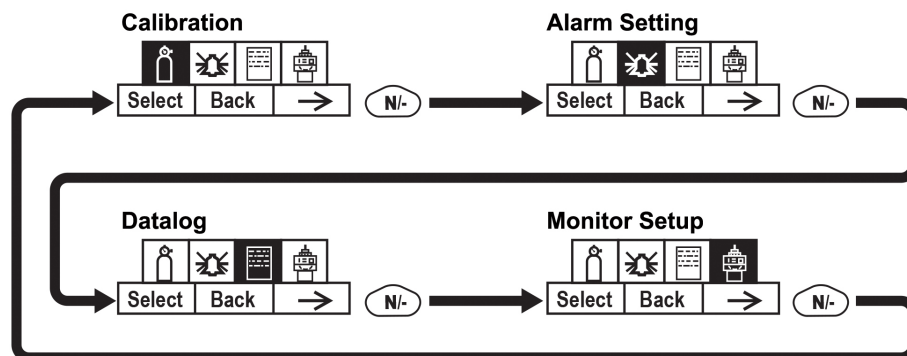 Calibration
Select Back →
N/-
Alarm Setting
Select Back →
N/-
Datalog
Select Back →
N/-
Monitor Setup
Select Back →
N/-